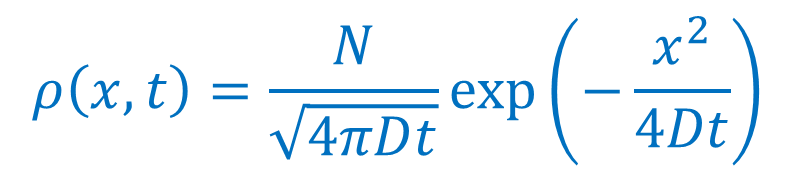 ρ(x, t) = N/√(4πDt) exp(−x²/4Dt)